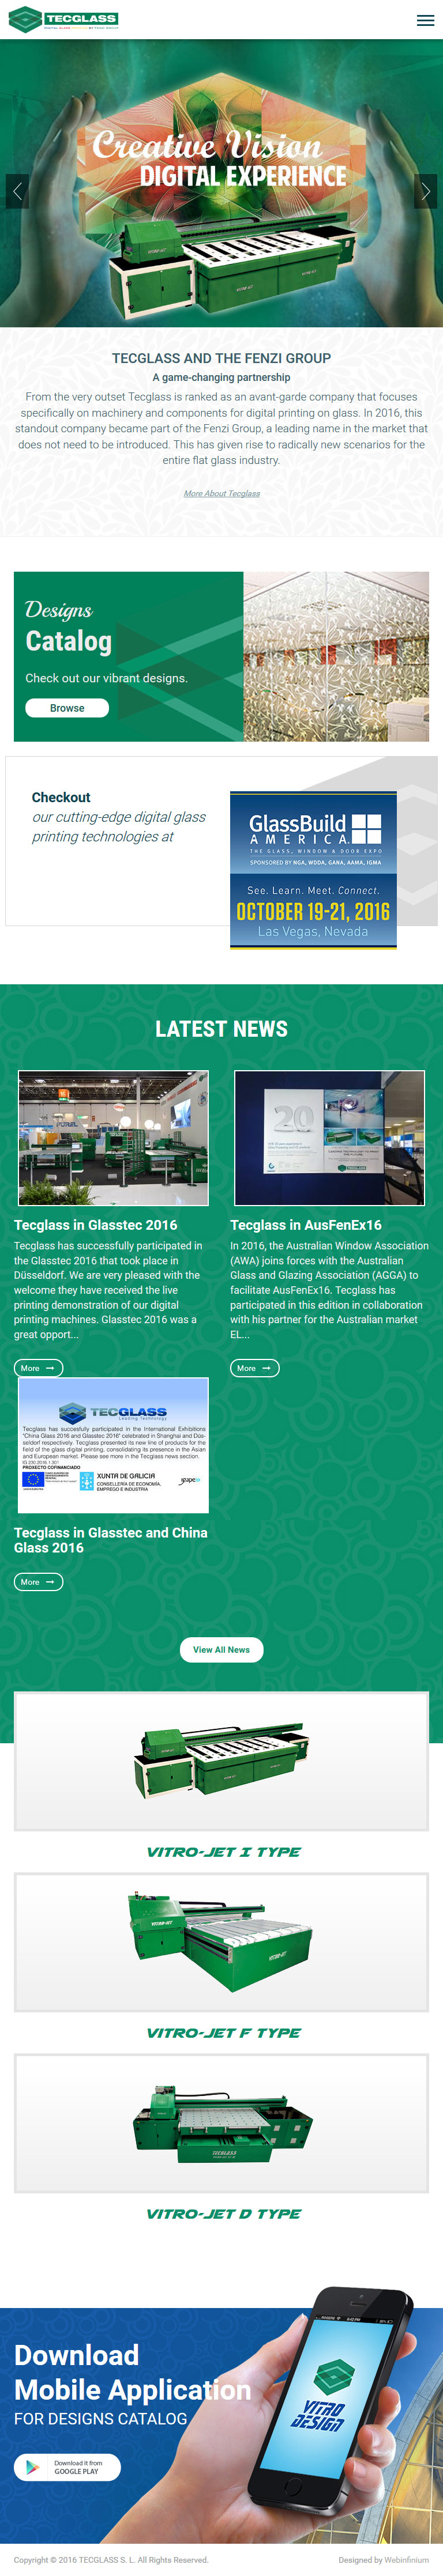 TECGLASS
Creative Vision
DIGITAL EXPERIENCE
TECGLASS AND THE FENZI GROUP
A game-changing partnership
From the very outset Tecglass is ranked as an avant-garde company that focuses
specifically on machinery and components for digital printing on glass. In 2016, this
standout company became part of the Fenzi Group, a leading name in the market that
does not need to be introduced. This has given rise to radically new scenarios for the
entire flat glass industry.
More About Tecglass
Designs
Catalog
Check out our vibrant designs.
Browse
Checkout
our cutting-edge digital glass
printing technologies at
GlassBuild
AMERICA
THE GLASS, WINDOW & DOOR EXPO
SPONSORED BY NGA, WDDA, GANA, AAMA, IGMA
See. Learn. Meet. Connect.
OCTOBER 19-21, 2016
Las Vegas, Nevada
LATEST NEWS
Tecglass in Glasstec 2016
Tecglass has successfully participated in
the Glasstec 2016 that took place in
Düsseldorf. We are very pleased with the
welcome they have received the live
printing demonstration of our digital
printing machines. Glasstec 2016 was a
great opport...
More
20
TECGLASS
Tecglass in AusFenEx16
In 2016, the Australian Window Association
(AWA) joins forces with the Australian
Glass and Glazing Association (AGGA) to
facilitate AusFenEx16. Tecglass has
participated in this edition in collaboration
with his partner for the Australian market
EL...
More
TECGLASS
Leading Technology
Tecglass has succesfully participated in the International Exhibitions
"China Glass 2016 and Glasstec 2016" celebrated in Shanghai and Dus-
seldorf respectively. Tecglass presented its new line of products for the
best of the glass digital printing, consolidating its presence in the Asian
and European market. Please see more in the Tecglass news section.
PROXECTO COFINANCIADO
XUNTA DE GALICIA
CONSELLERÍA DE ECONOMÍA,
EMPREGO E INDUSTRIA
igape
Tecglass in Glasstec and China
Glass 2016
More
View All News
VITRO-JET I TYPE
VITRO-JET
VITRO-JET F TYPE
TECGLASS
VITRO-JET D TYPE
Download
Mobile Application
FOR DESIGNS CATALOG
Download it from
GOOGLE PLAY
VITRO
DESIGN
Copyright © 2016 TECGLASS S. L. All Rights Reserved.
Designed by Webinfinium